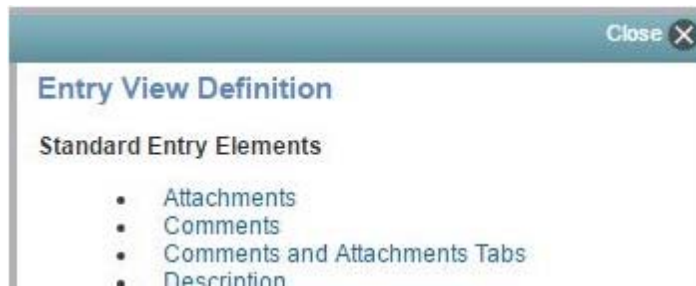 Close
Entry View Definition
Standard Entry Elements
Attachments
Comments
Comments and Attachments Tabs
Description